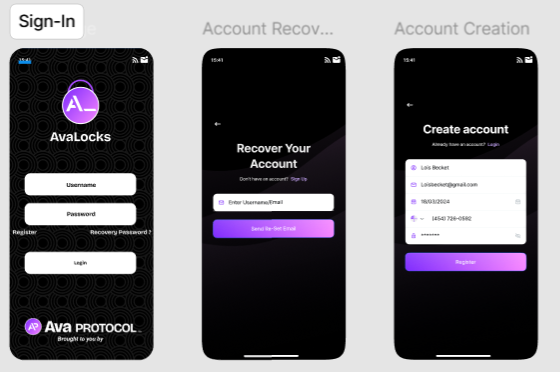 Sign-In
Account Recov...
Account Creation
15:41
AvaLocks
Username
Password
Register
Recovery Password ?
Login
Ava PROTOCOL
Brought to you by
15:41
Recover Your
Account
Don't have an account? Sign Up
Enter Username/Email
Send Re-Set Email
15:41
Create account
Already have an account? Login
Lois Becket
Loisbecket@gmail.com
18/03/2024
(454) 726-0592
********
Register